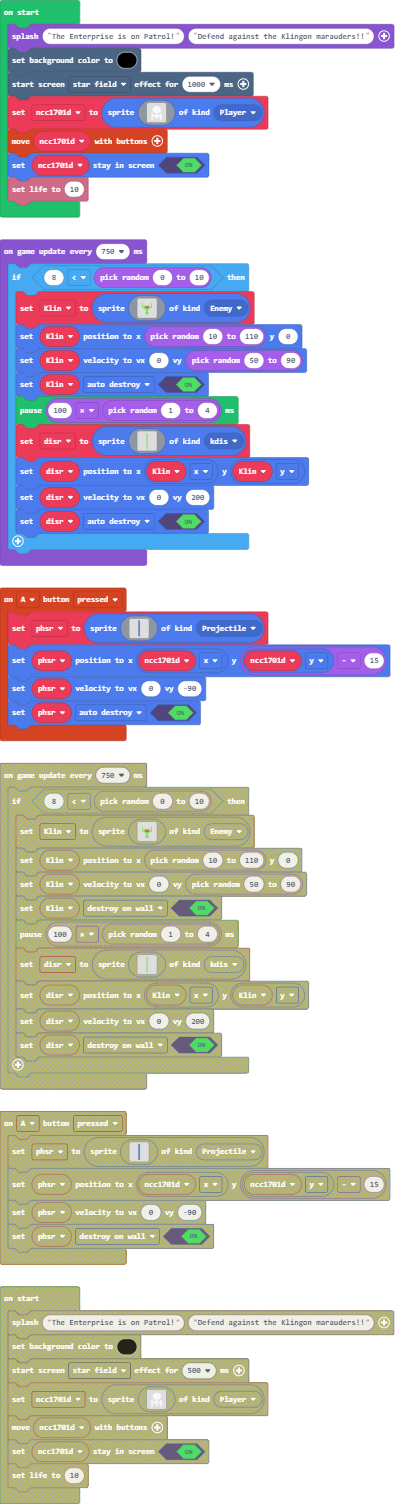 on start
splash "The Enterprise is on Patrol!" "Defend against the Klingon marauders!!"
set background color to
start screen star field effect for 1000 ms
set ncc1701d to sprite of kind Player
move ncc1701d with buttons
set ncc1701d stay in screen ON
set life to 10
on game update every 750 ms
if 8 < pick random 0 to 10 then
set Klin to sprite of kind Enemy
set Klin position to x pick random 10 to 110 y 0
set Klin velocity to vx 0 vy pick random 50 to 90
set Klin auto destroy ON
pause 100 × pick random 1 to 4 ms
set disr to sprite of kind kdis
set disr position to x Klin x y Klin y
set disr velocity to vx 0 vy 200
set disr auto destroy ON
on A button pressed
set phsr to sprite of kind Projectile
set phsr position to x ncc1701d x y ncc1701d y - 15
set phsr velocity to vx 0 vy -90
set phsr auto destroy ON
on game update every 750 ms
if 8 < pick random 0 to 10 then
set Klin to sprite of kind Enemy
set Klin position to x pick random 10 to 110 y 0
set Klin velocity to vx 0 vy pick random 50 to 90
set Klin destroy on wall ON
pause 100 × pick random 1 to 4 ms
set disr to sprite of kind kdis
set disr position to x Klin x y Klin y
set disr velocity to vx 0 vy 200
set disr destroy on wall ON
on A button pressed
set phsr to sprite of kind Projectile
set phsr position to x ncc1701d x y ncc1701d y - 15
set phsr velocity to vx 0 vy -90
set phsr destroy on wall ON
on start
splash "The Enterprise is on Patrol!" "Defend against the Klingon marauders!!"
set background color to
start screen star field effect for 500 ms
set ncc1701d to sprite of kind Player
move ncc1701d with buttons
set ncc1701d stay in screen ON
set life to 10